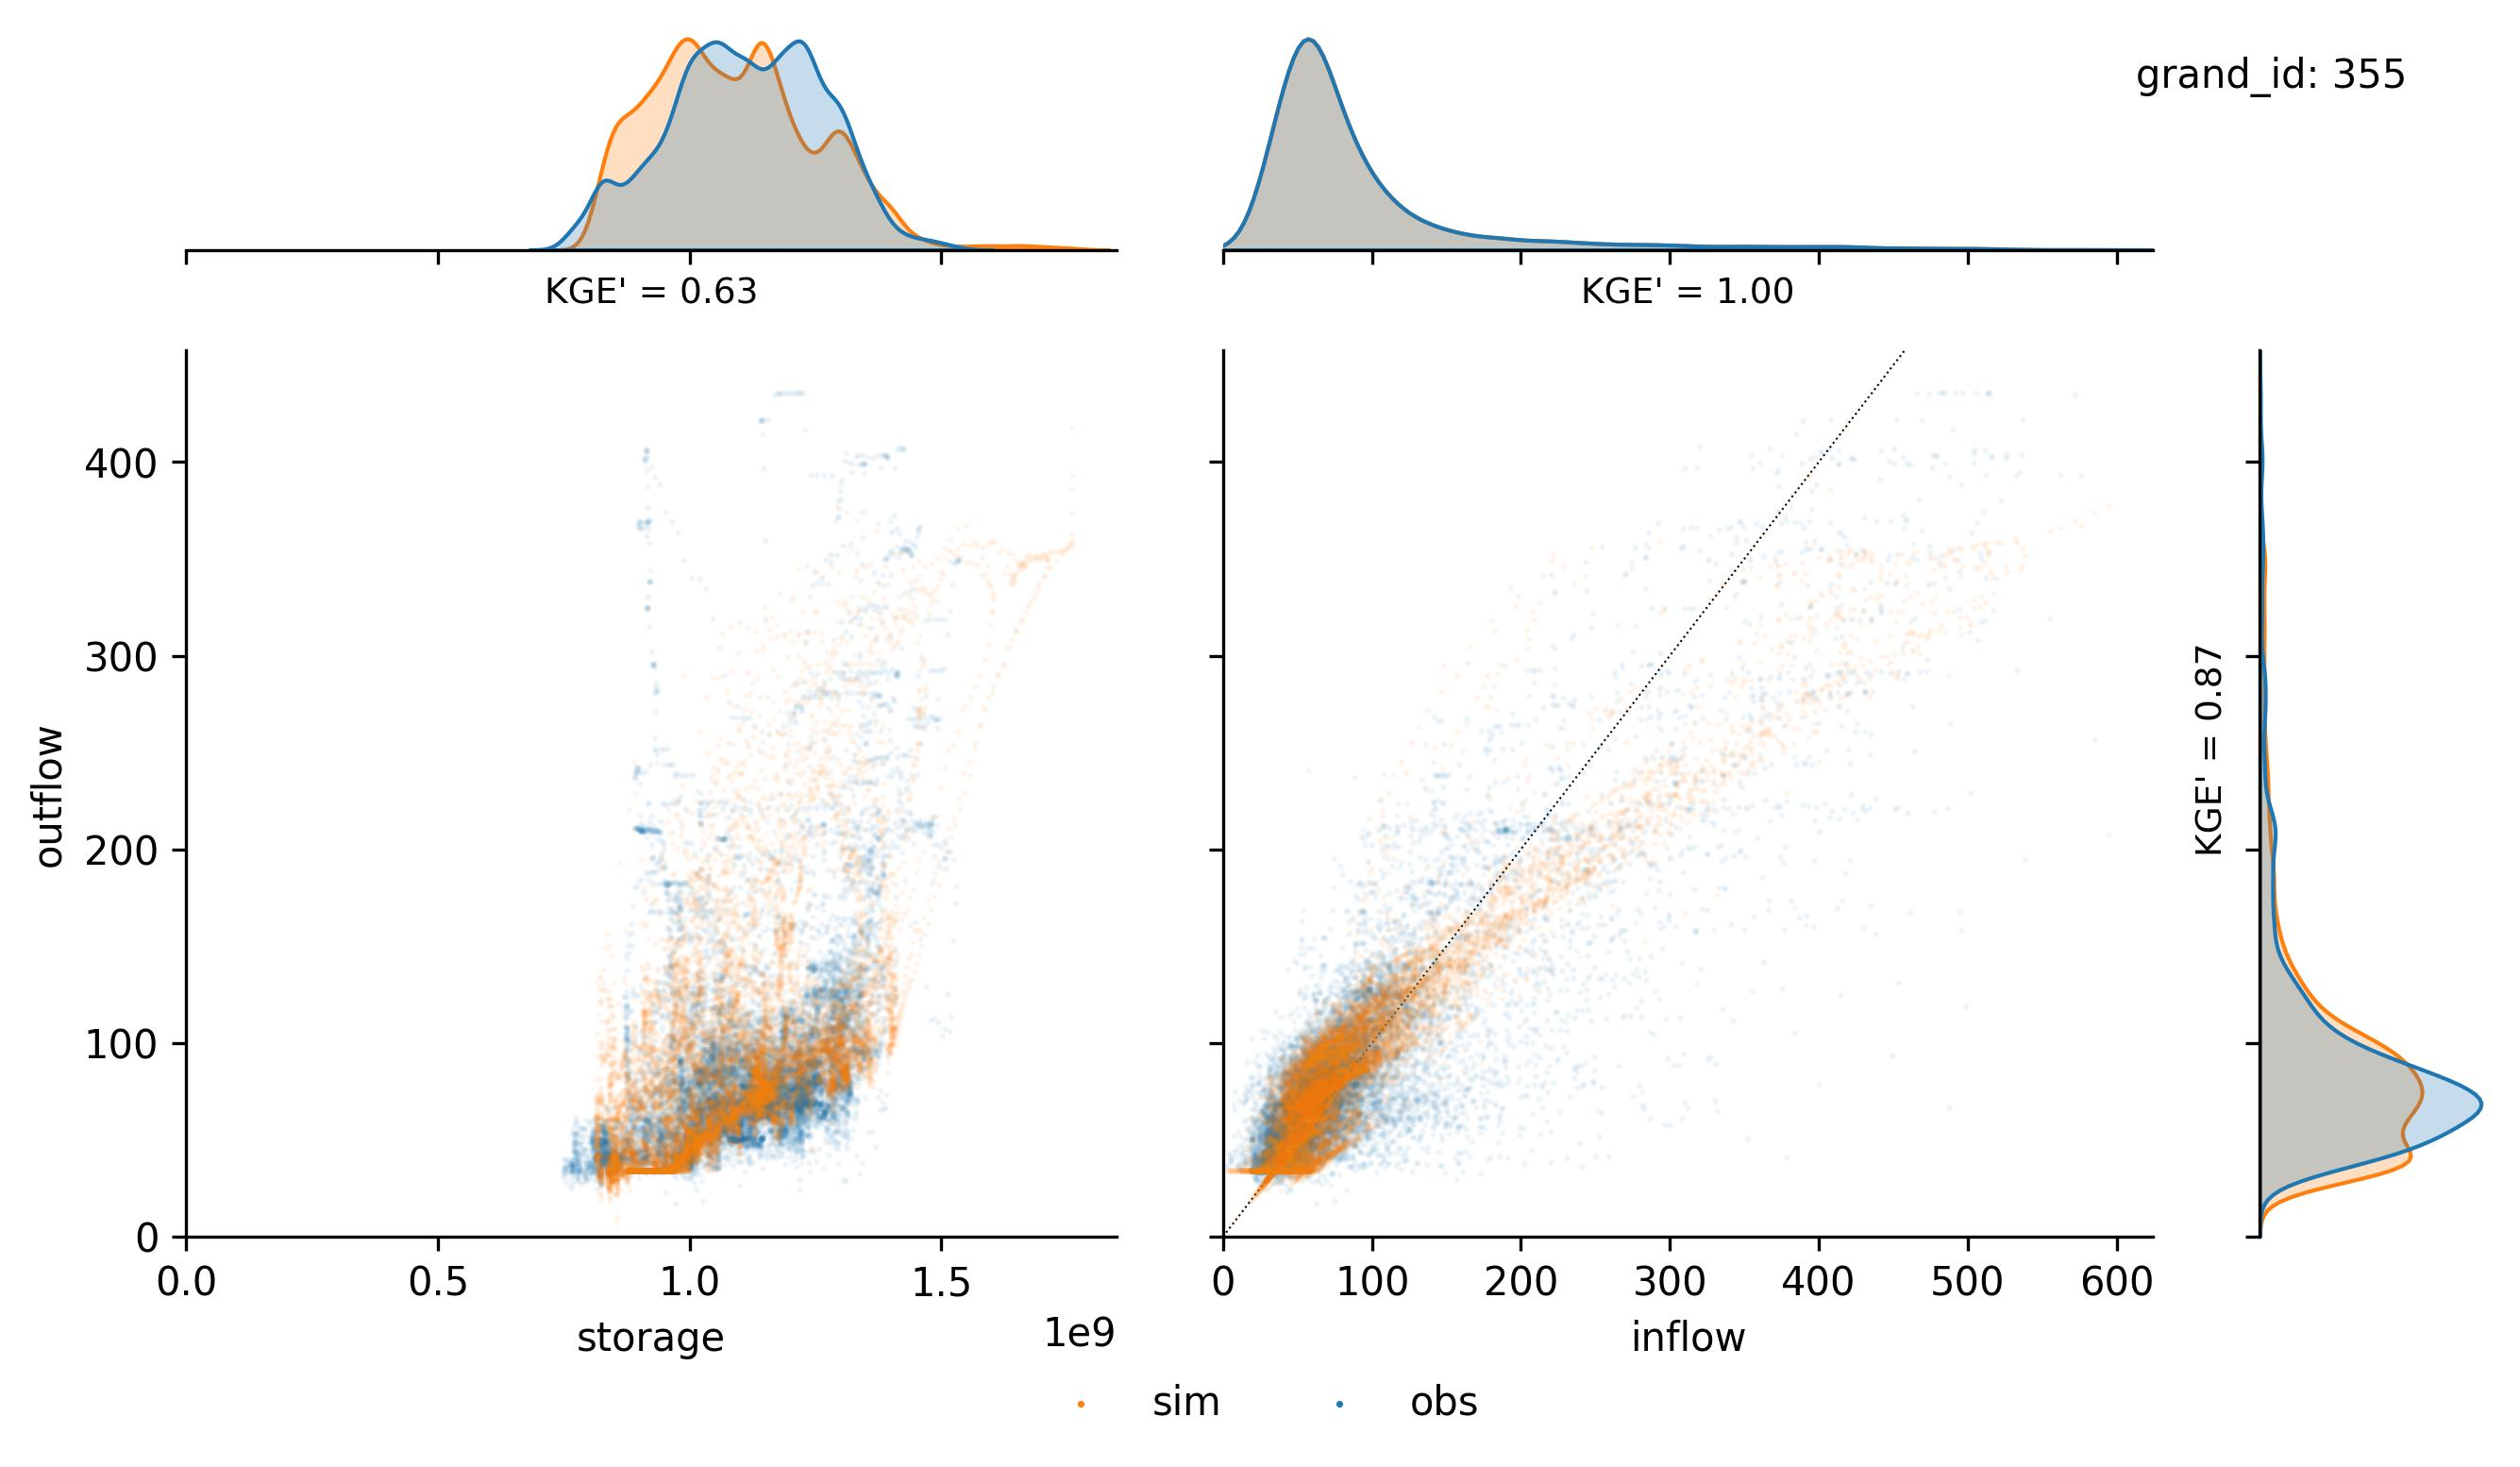 grand_id: 355
KGE' = 0.63
KGE' = 1.00
400
300
200
100
0
outflow
KGE' = 0.87
0.0 0.5 1.0 1.5
0 100 200 300 400 500 600
storage
1e9
inflow
sim obs